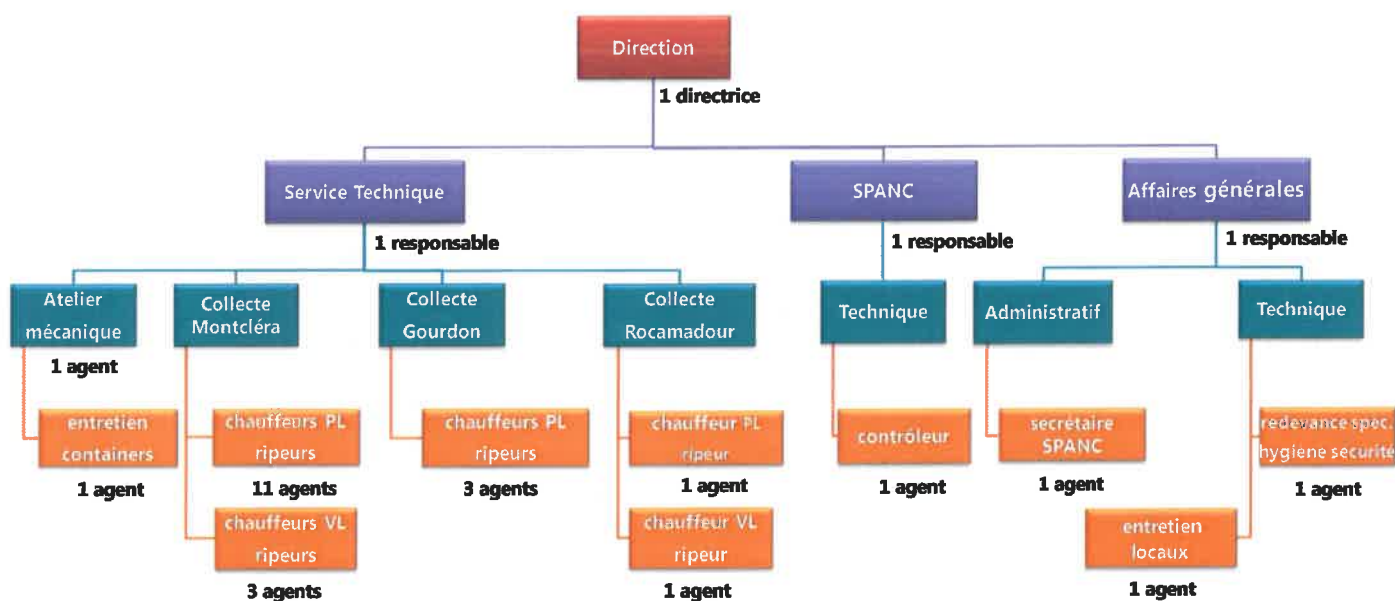 Direction
1 directrice
Service Technique
1 responsable
SPANC
1 responsable
Affaires générales
1 responsable
Atelier
mécanique
1 agent
entretien
containers
1 agent
Collecte
Montcléra
chauffeurs PL
ripeurs
11 agents
chauffeurs VL
ripeurs
3 agents
Collecte
Gourdon
chauffeurs PL
ripeurs
3 agents
Collecte
Rocamadour
chauffeur PL
ripeur
1 agent
chauffeur VL
ripeur
1 agent
Technique
contrôleur
1 agent
Administratif
secrétaire
SPANC
1 agent
Technique
redevance spec.
hygiène sécurité
1 agent
entretien
locaux
1 agent